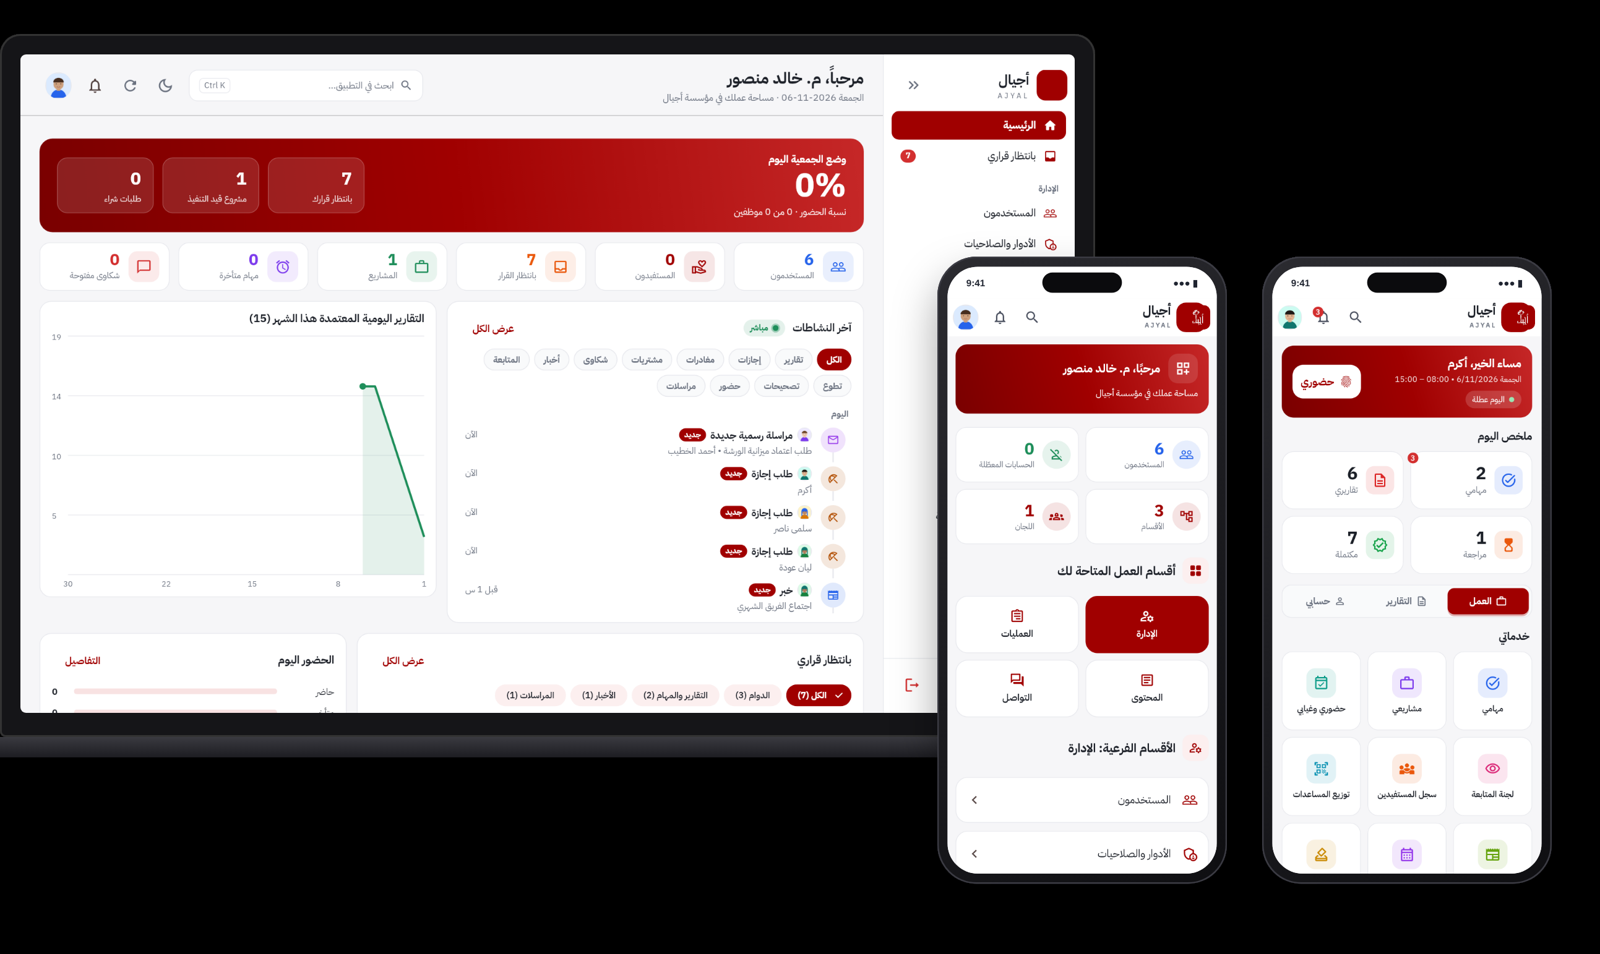 أجيال
AJYAL
الرئيسية
بانتظار قراري
7
الإدارة
المستخدمون
الأدوار والصلاحيات
مرحباً، م. خالد منصور
الجمعة 2026-11-06 · مساحة عملك في مؤسسة أجيال
ابحث في التطبيق...
Ctrl K
وضع الجمعية اليوم
0%
نسبة الحضور · 0 من 0 موظفين
7
بانتظار قرارك
1
مشروع قيد التنفيذ
0
طلبات شراء
6
المستخدمون
0
المستفيدون
7
بانتظار القرار
1
المشاريع
0
مهام متأخرة
0
شكاوى مفتوحة
آخر النشاطات
مباشر
عرض الكل
الكل
تقارير
إجازات
مغادرات
مشتريات
شكاوى
أخبار
المتابعة
تطوع
تصحيحات
حضور
مراسلات
اليوم
مراسلة رسمية جديدة
جديد
الآن
طلب اعتماد ميزانية الورشة • أحمد الخطيب
طلب إجازة
جديد
الآن
أكرم
طلب إجازة
جديد
الآن
سلمى ناصر
طلب إجازة
جديد
الآن
ليان عودة
خبر
جديد
قبل 1 س
اجتماع الفريق الشهري
التقارير اليومية المعتمدة هذا الشهر (15)
19
14
10
5
30
22
15
8
1
بانتظار قراري
عرض الكل
الكل (7)
الدوام (3)
التقارير والمهام (2)
الأخبار (1)
المراسلات (1)
الحضور اليوم
التفاصيل
حاضر
0
9:41
أجيال
AJYAL
مرحبًا، م. خالد منصور
مساحة عملك في مؤسسة أجيال
6
المستخدمون
0
الحسابات المعطّلة
3
الأقسام
1
اللجان
أقسام العمل المتاحة لك
الإدارة
العمليات
المحتوى
التواصل
الأقسام الفرعية: الإدارة
المستخدمون
الأدوار والصلاحيات
9:41
أجيال
AJYAL
3
مساء الخير، أكرم
الجمعة 6/11/2026 • 08:00 – 15:00
اليوم عطلة
حضوري
ملخص اليوم
2
مهامي
3
6
تقاريري
1
مراجعة
7
مكتملة
العمل
التقارير
حسابي
خدماتي
مهامي
مشاريعي
حضوري وغيابي
لجنة المتابعة
سجل المستفيدين
توزيع المساعدات